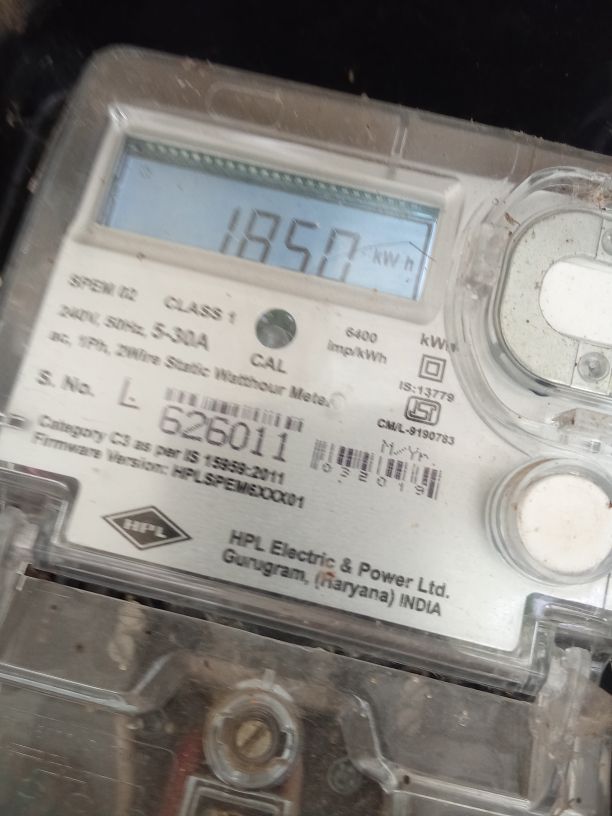 1850 kWh
SPEM 02 CLASS 1
240V, 50Hz, 5-30A
CAL
6400
imp/kWh
kWh
ac, 1Ph, 2Wire Static Watthour Meter
IS:13779
CM/L-9190783
S. No. L 626011
M/Yr
032019
Category C3 as per IS 15959:2011
Firmware Version: HPLSPEM6XXX01
HPL
HPL Electric & Power Ltd.
Gurugram, (Haryana) INDIA